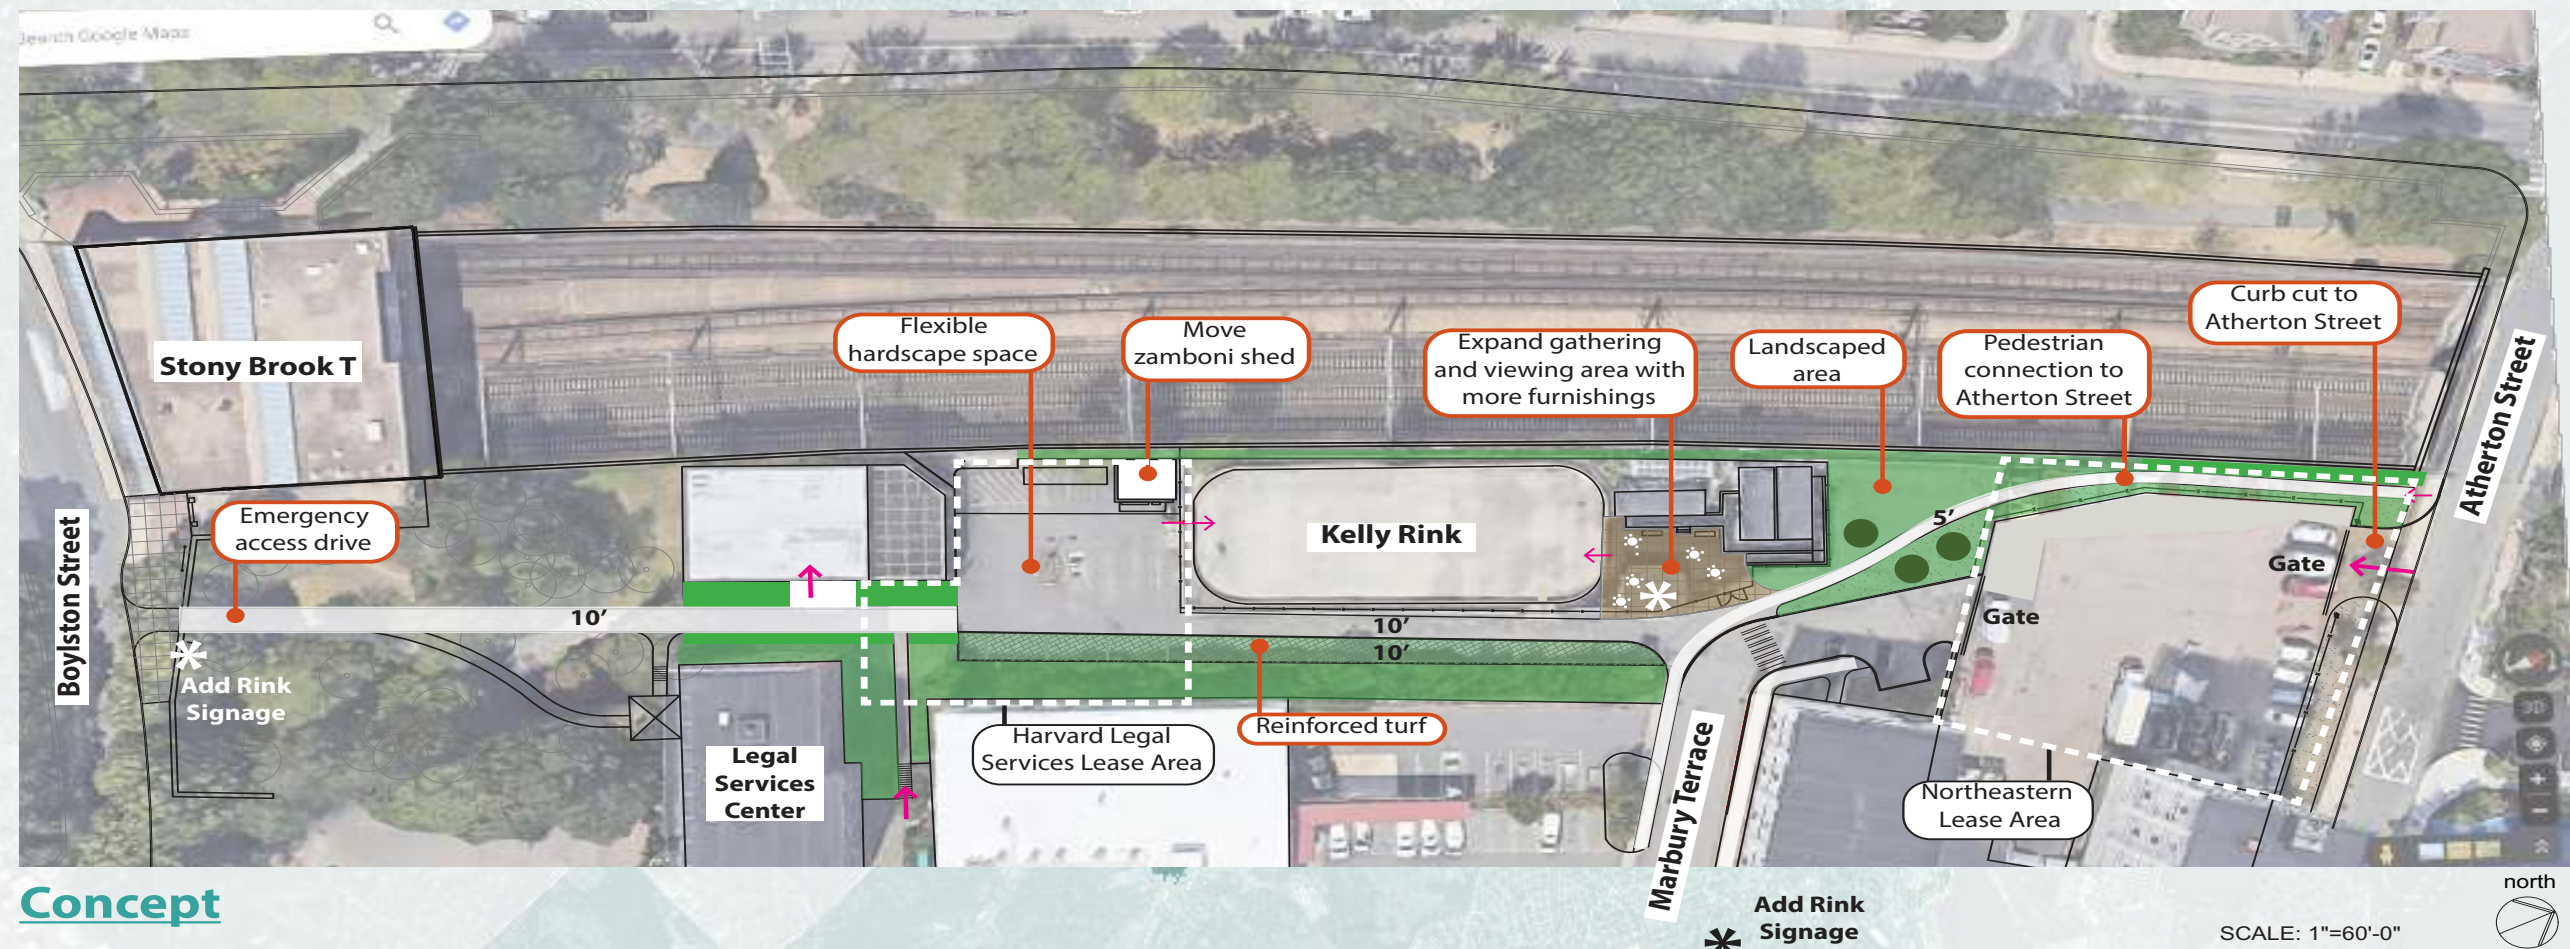 Search Google Maps
Stony Brook T
Flexible
hardscape space
Move
zamboni shed
Expand gathering
and viewing area with
more furnishings
Landscaped
area
Pedestrian
connection to
Atherton Street
Curb cut to
Atherton Street
Atherton Street
Boylston Street
Emergency
access drive
10'
Add Rink
Signage
Kelly Rink
5'
10'
10'
Gate
Gate
Legal
Services
Center
Harvard Legal
Services Lease Area
Reinforced turf
Marbury Terrace
Northeastern
Lease Area
3D
Concept
Add Rink
Signage
SCALE: 1"=60'-0"
north